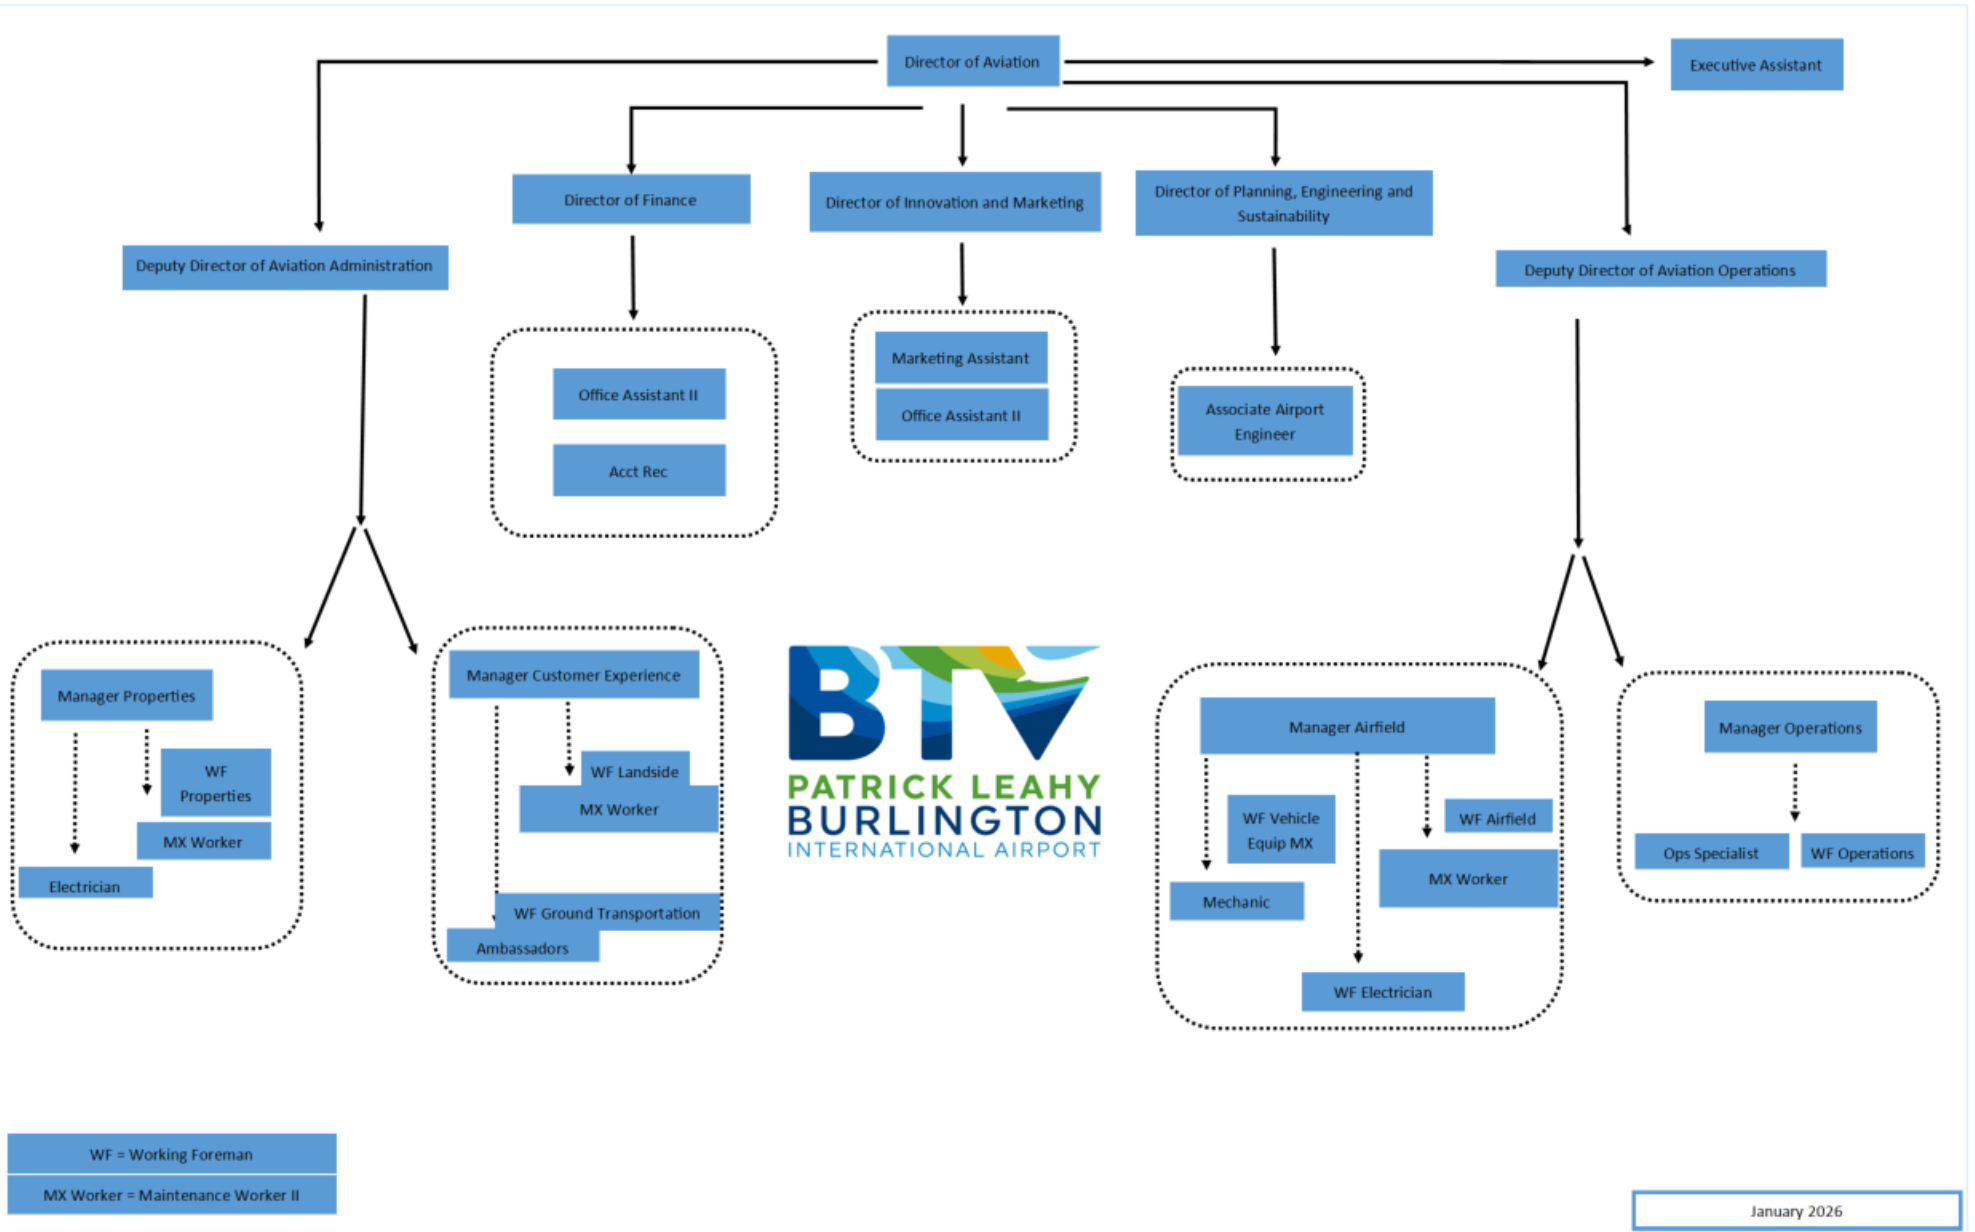 Director of Aviation
Executive Assistant
Director of Finance
Director of Innovation and Marketing
Director of Planning, Engineering and
Sustainability
Deputy Director of Aviation Administration
Deputy Director of Aviation Operations
Office Assistant II
Acct Rec
Marketing Assistant
Office Assistant II
Associate Airport
Engineer
Manager Properties
WF
Properties
MX Worker
Electrician
Manager Customer Experience
WF Landside
MX Worker
WF Ground Transportation
Ambassadors
BTV
PATRICK LEAHY
BURLINGTON
INTERNATIONAL AIRPORT
Manager Airfield
WF Vehicle
Equip MX
Mechanic
WF Airfield
MX Worker
WF Electrician
Manager Operations
Ops Specialist
WF Operations
WF = Working Foreman
MX Worker = Maintenance Worker II
January 2026